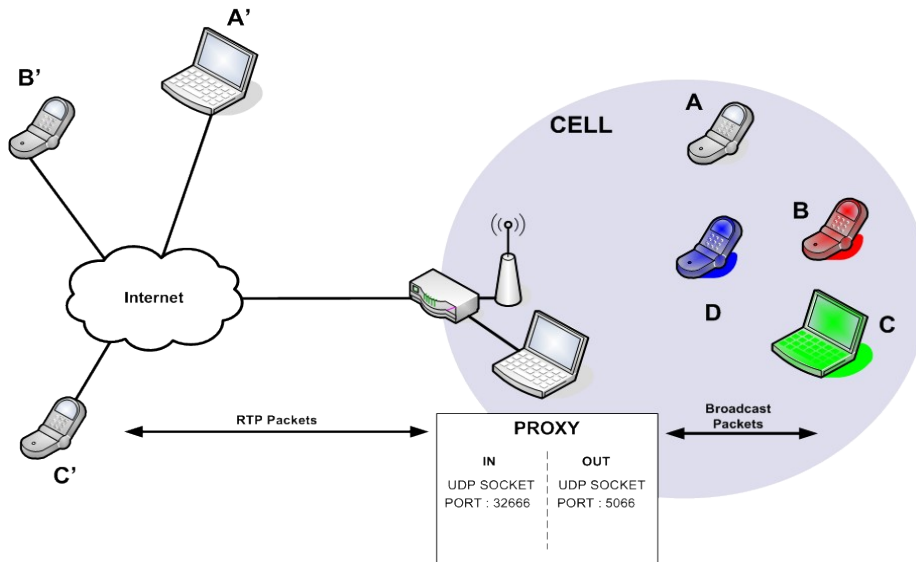 A'
B'
A
CELL
B
Internet
D
C
RTP Packets
Broadcast
Packets
C'
PROXY
IN OUT
UDP SOCKET UDP SOCKET
PORT : 32666 PORT : 5066